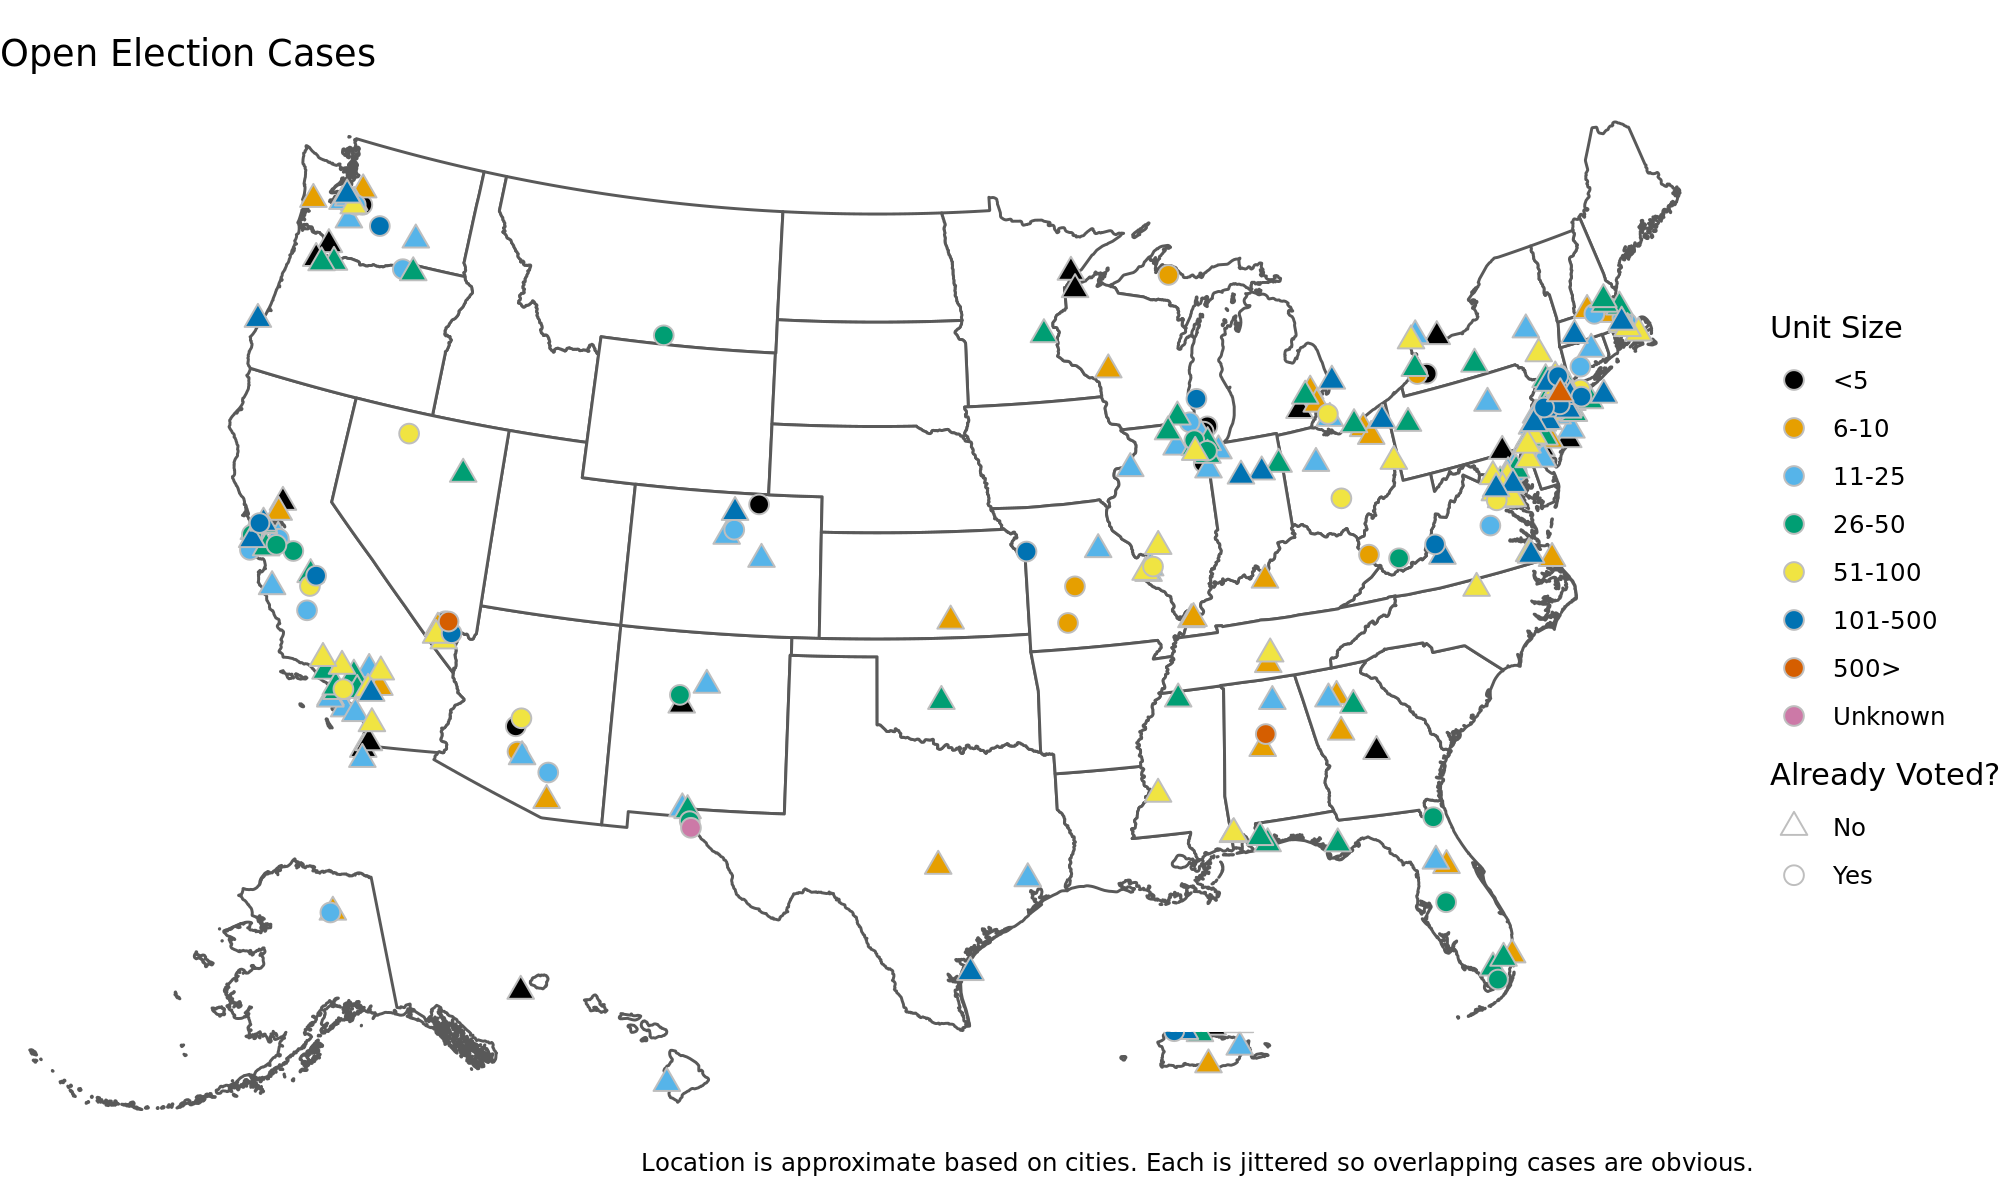 Open Election Cases
Unit Size
<5
6-10
11-25
26-50
51-100
101-500
500>
Unknown
Already Voted?
No
Yes
Location is approximate based on cities. Each is jittered so overlapping cases are obvious.